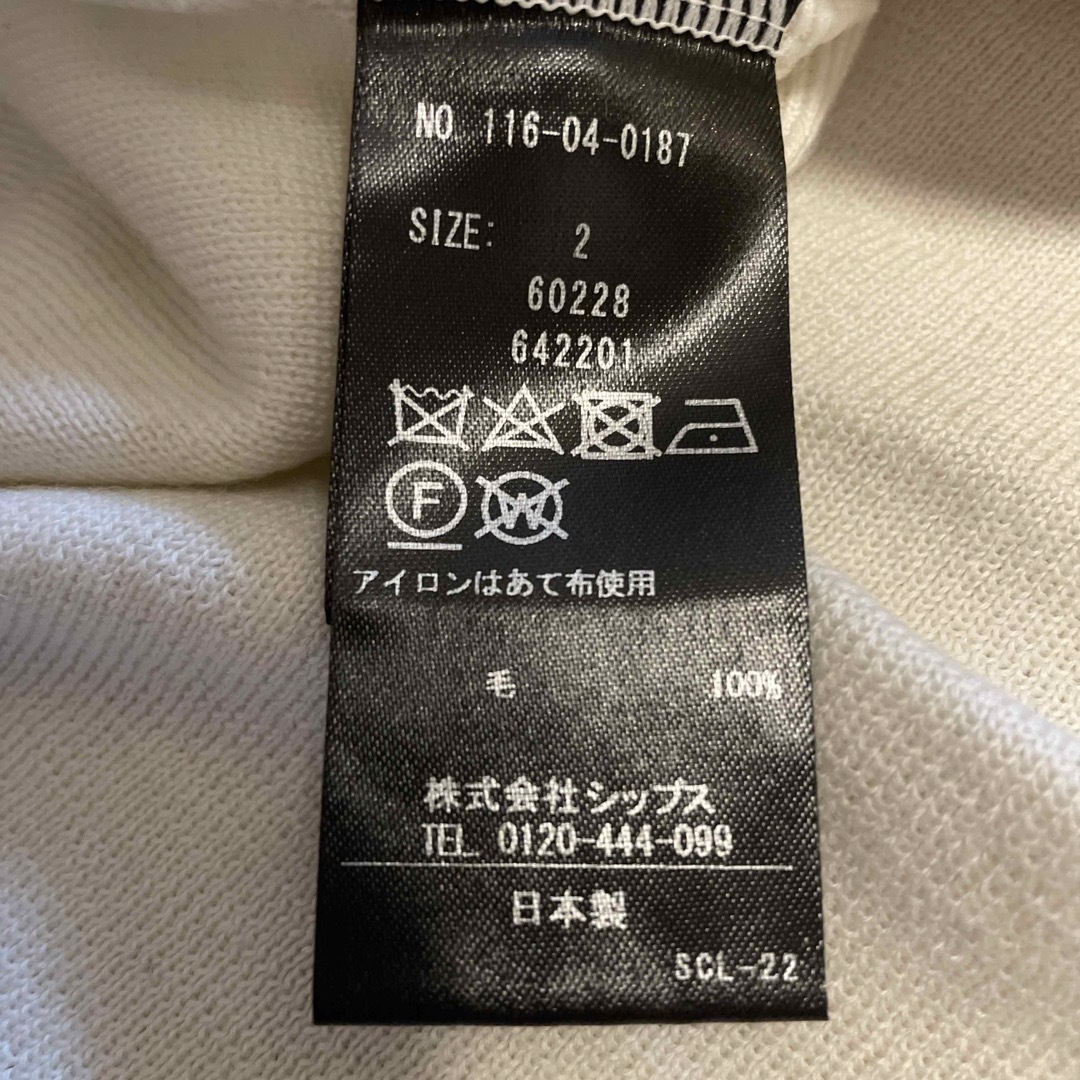 NO 116-04-0187
SIZE: 2
60228
642201
F W
アイロンはあて布使用
毛 100%
株式会社シップス
TEL 0120-444-099
日本製
SCL-22